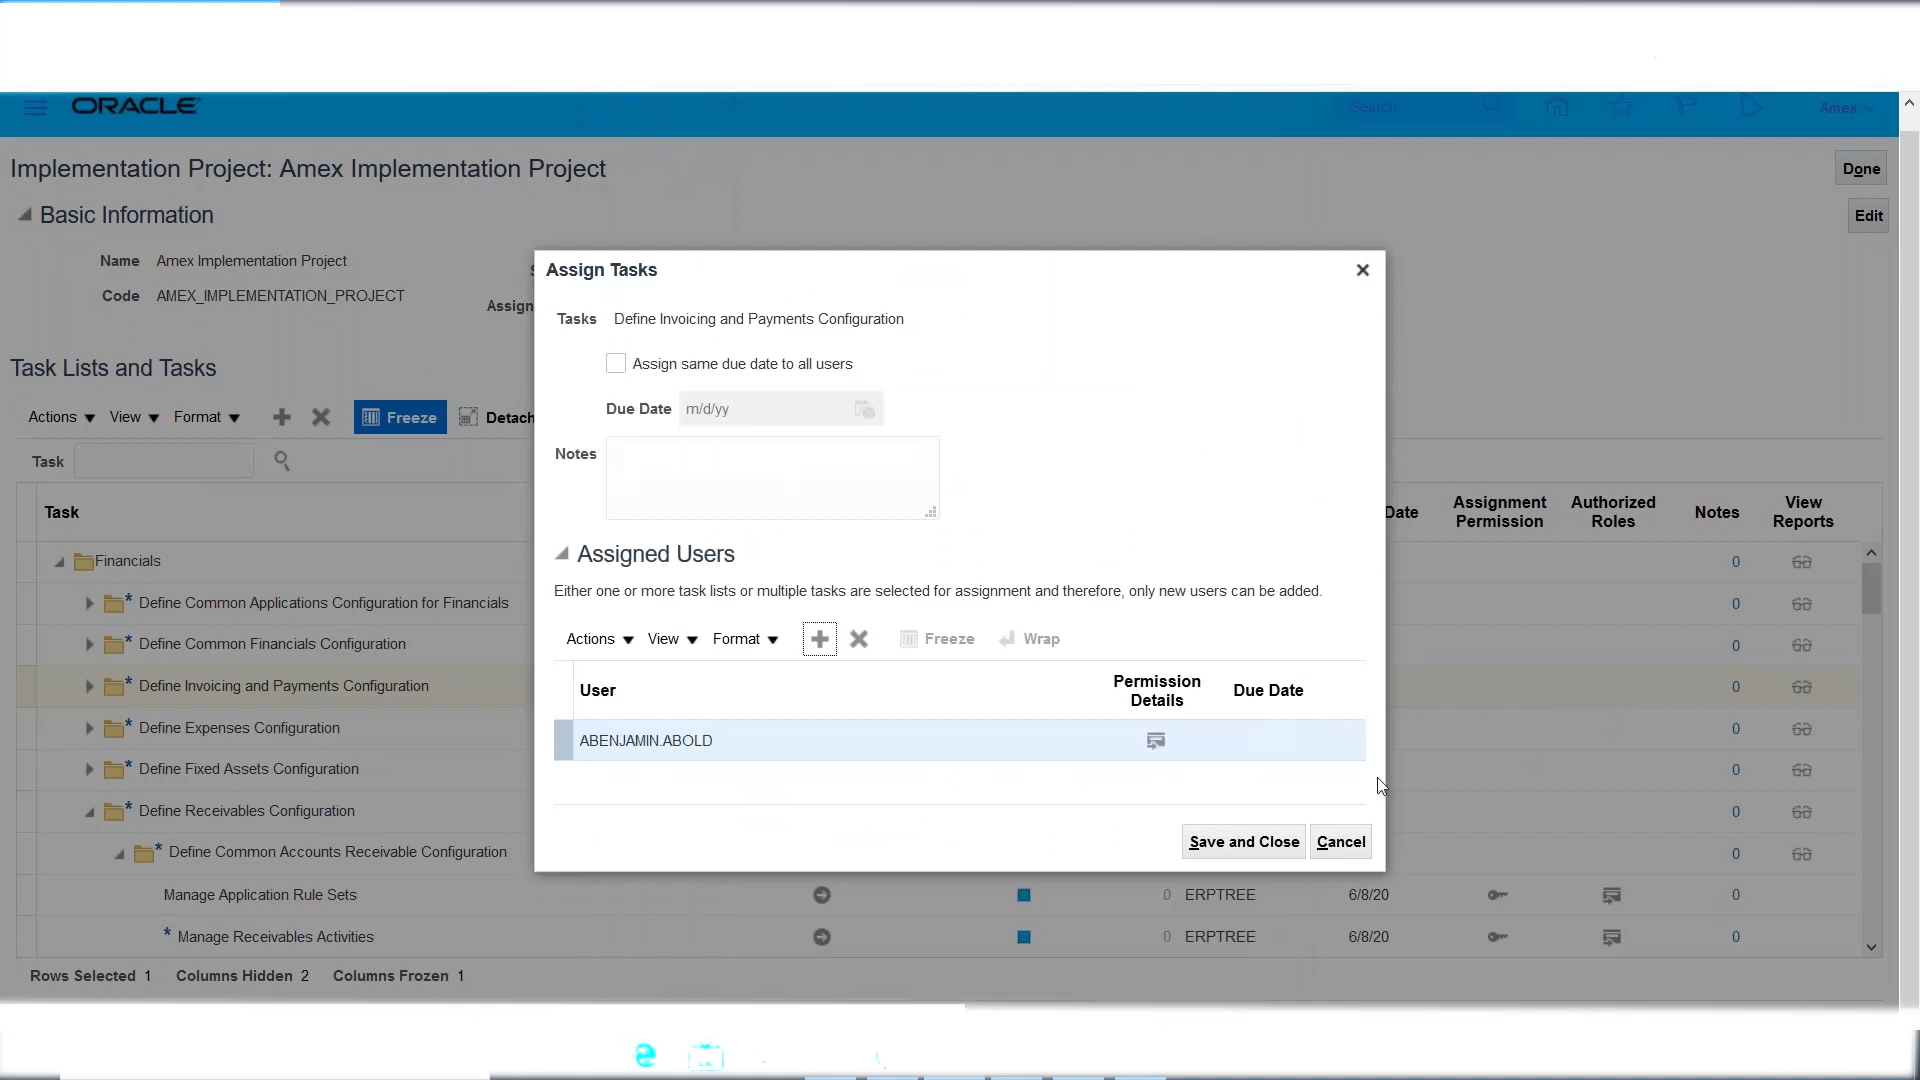 ORACLE
Search
Amex
Implementation Project: Amex Implementation Project
Done
Basic Information
Edit
Name Amex Implementation Project
Code AMEX_IMPLEMENTATION_PROJECT
Assign
Task Lists and Tasks
Actions View Format Freeze Detach
Task
Task Date Assignment Permission Authorized Roles Notes View Reports
Financials 0
Define Common Applications Configuration for Financials 0
* Define Common Financials Configuration 0
* Define Invoicing and Payments Configuration 0
* Define Expenses Configuration 0
* Define Fixed Assets Configuration 0
* Define Receivables Configuration 0
* Define Common Accounts Receivable Configuration 0
Manage Application Rule Sets 0 ERPTREE 6/8/20 0
* Manage Receivables Activities 0 ERPTREE 6/8/20 0
Rows Selected 1 Columns Hidden 2 Columns Frozen 1
Assign Tasks
Tasks Define Invoicing and Payments Configuration
Assign same due date to all users
Due Date m/d/yy
Notes
Assigned Users
Either one or more task lists or multiple tasks are selected for assignment and therefore, only new users can be added.
Actions View Format Freeze Wrap
User Permission Details Due Date
ABENJAMIN.ABOLD
Save and Close Cancel